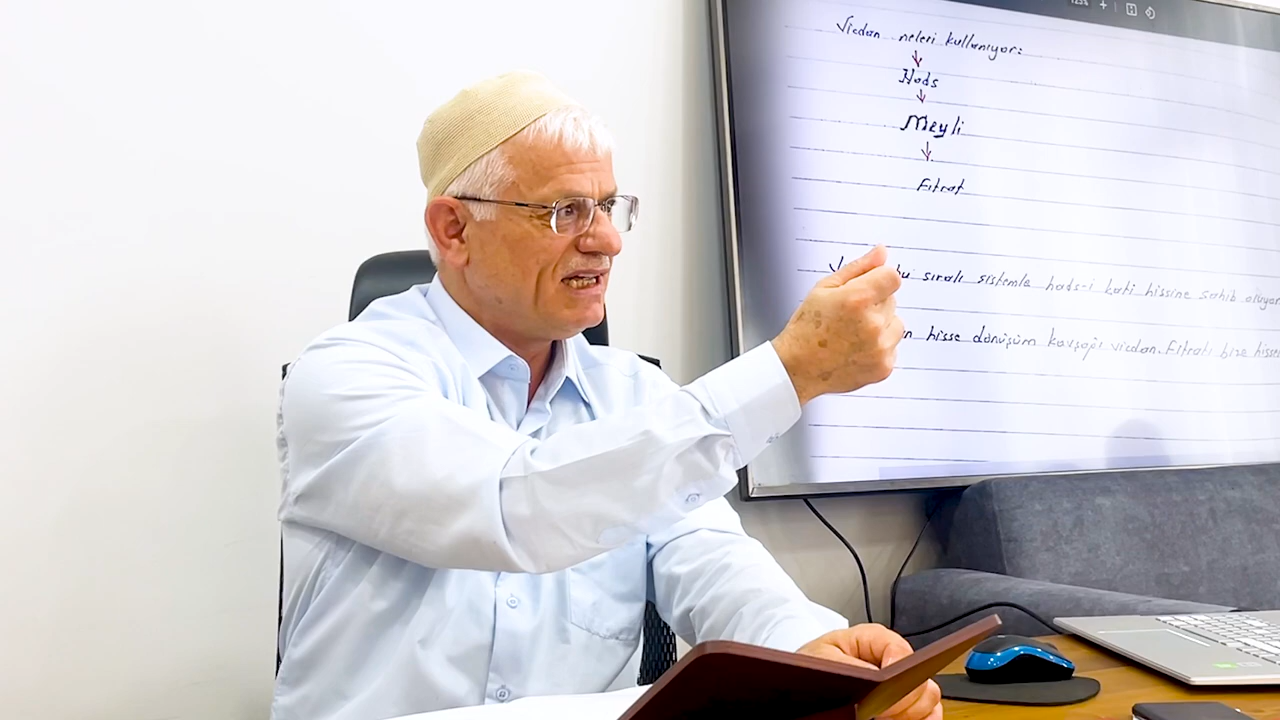 125%
Vicdan neleri kullanıyor:
Hads
Meyli
Fıtrat
bu sıralı sistemle hads-i kati hissine sahib oluyor
hisse dönüşüm kavşağı vicdan. Fıtratı bize